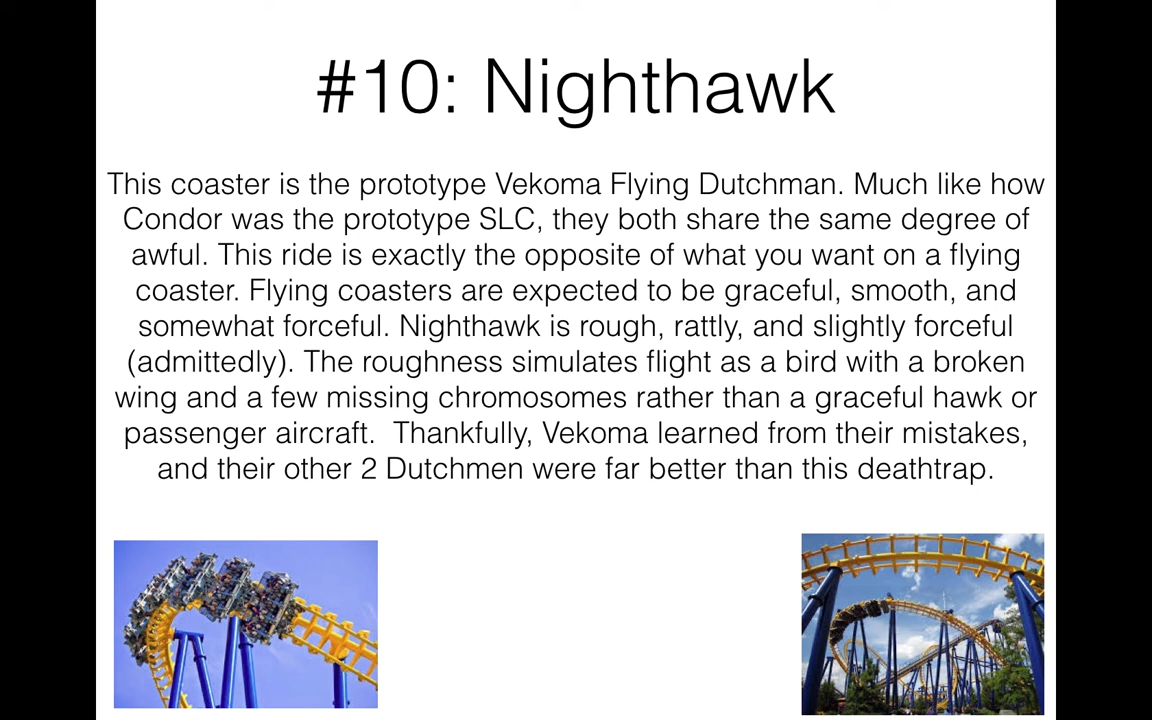 #10: Nighthawk
This coaster is the prototype Vekoma Flying Dutchman. Much like how
Condor was the prototype SLC, they both share the same degree of
awful. This ride is exactly the opposite of what you want on a flying
coaster. Flying coasters are expected to be graceful, smooth, and
somewhat forceful. Nighthawk is rough, rattly, and slightly forceful
(admittedly). The roughness simulates flight as a bird with a broken
wing and a few missing chromosomes rather than a graceful hawk or
passenger aircraft.  Thankfully, Vekoma learned from their mistakes,
and their other 2 Dutchmen were far better than this deathtrap.